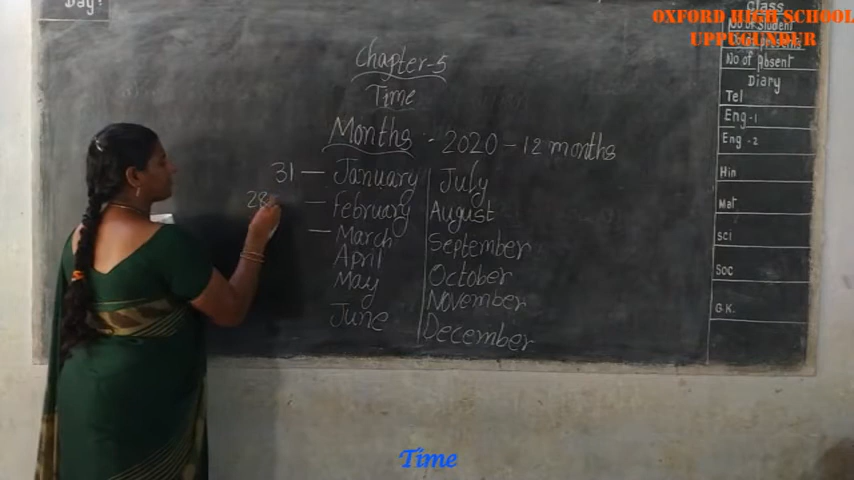 Day:
OXFORD HIGH SCHOOL
UPPUGUNDUR
Class
No of Student
No of Absent
Diary
Tel
Eng-1
Eng-2
Hin
Mat
sci
Soc
G.K.
Chapter-5
Time
Months - 2020 - 12 months
31 — January July
28 — February August
— March September
April October
May November
June December
Time